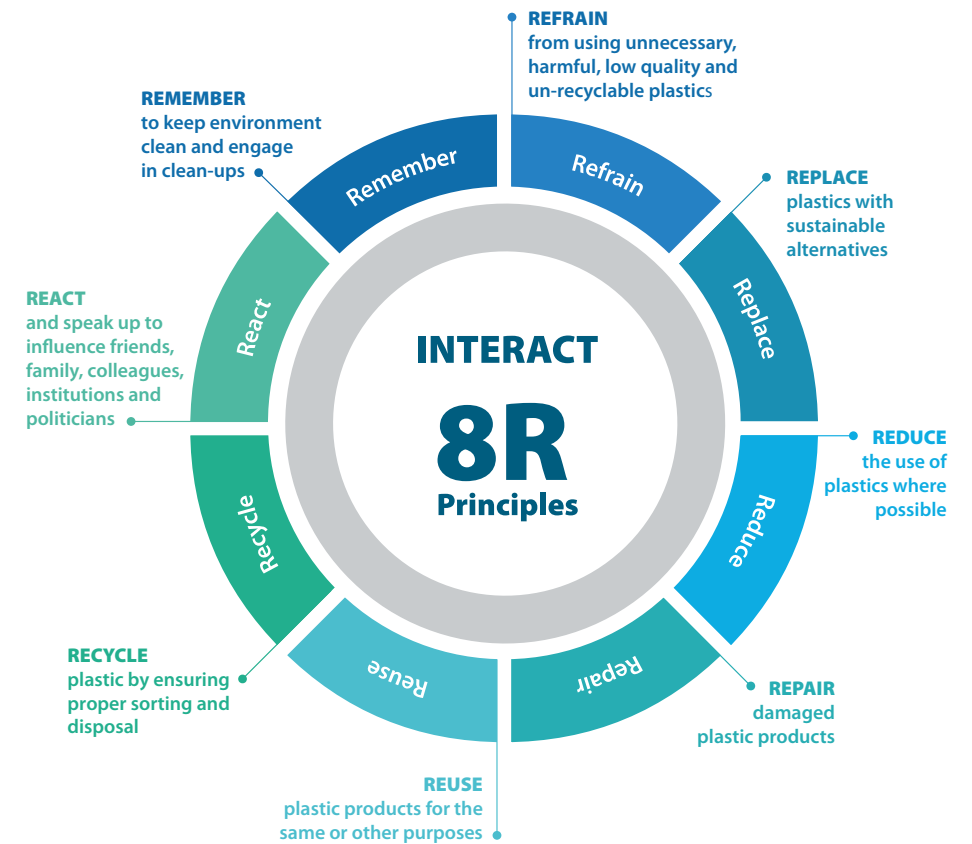 REFRAIN
from using unnecessary,
harmful, low quality and
un-recyclable plastics
REMEMBER
to keep environment
clean and engage
in clean-ups
Remember
Refrain
REPLACE
plastics with
sustainable
alternatives
React
Replace
REACT
and speak up to
influence friends,
family, colleagues,
institutions and
politicians
INTERACT
8R
Principles
REDUCE
the use of
plastics where
possible
Recycle
Reduce
RECYCLE
plastic by ensuring
proper sorting and
disposal
Reuse
Repair
REPAIR
damaged
plastic products
REUSE
plastic products for the
same or other purposes